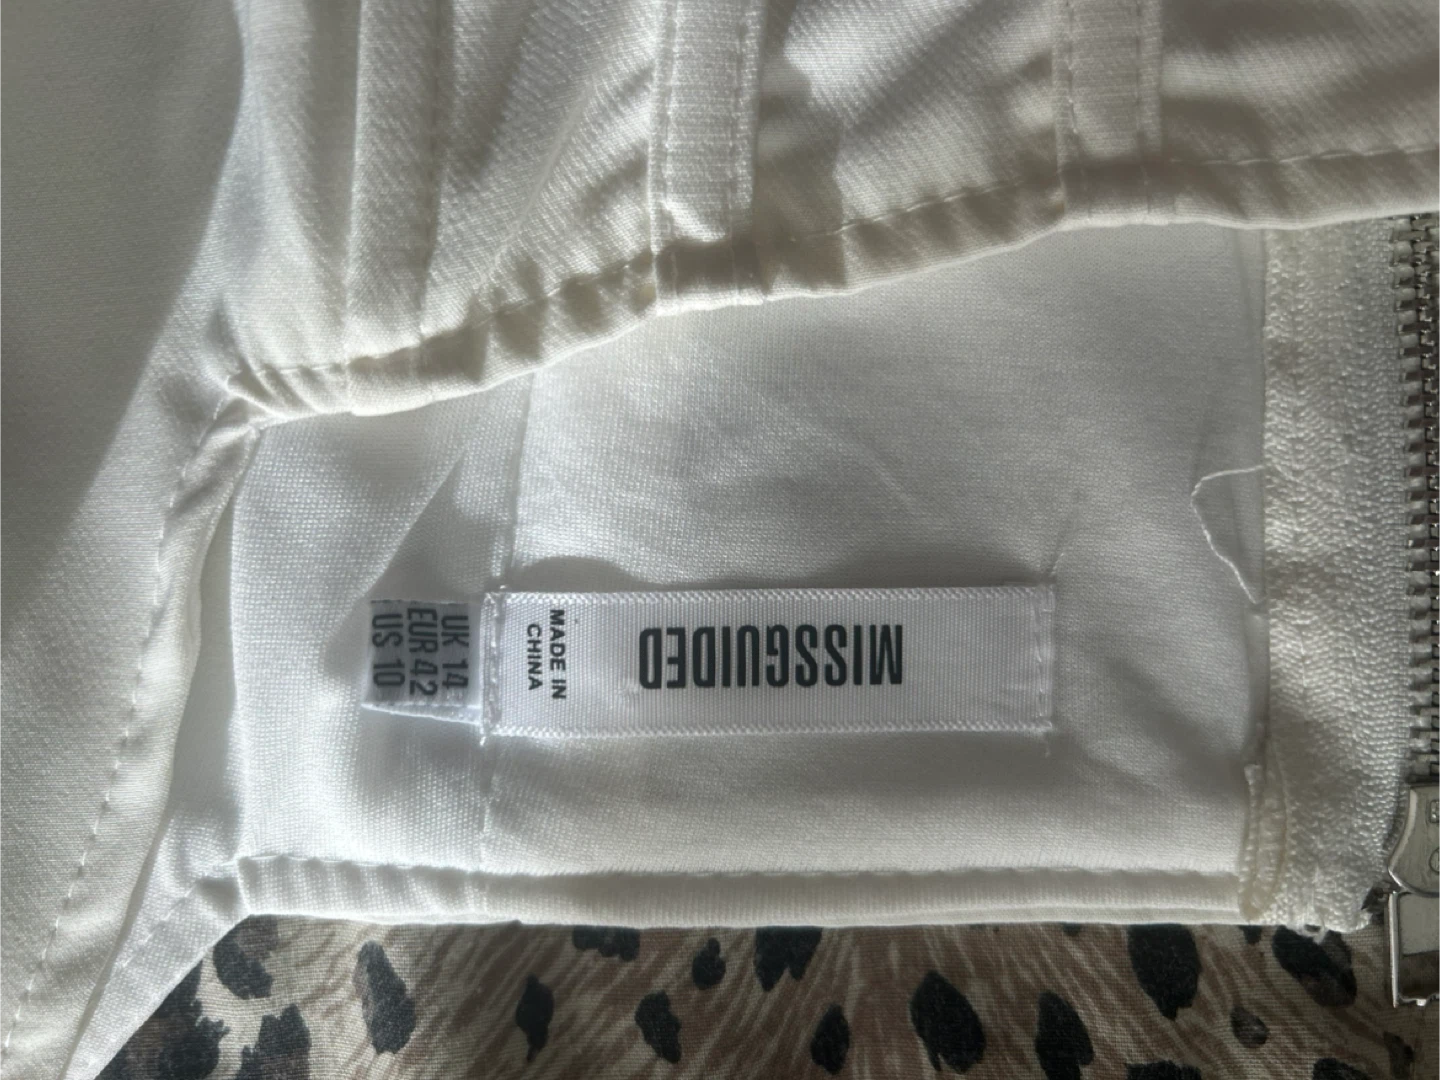 MISSGUIDED
MADE IN
CHINA
UK 14
EUR 42
US 10